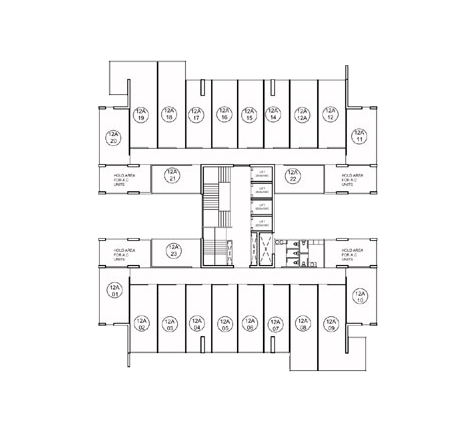 12A
19
12A
18
12A
17
12A
16
12A
15
12A
14
12A
12A
12A
12
12A
20
12A
11
HOLD AREA
FOR A.C
UNITS
12A
21
LIFT
12A
22
HOLD AREA
FOR A.C
UNITS
LIFT
LIFT
LIFT
HOLD AREA
FOR A.C
UNITS
12A
23
HOLD AREA
FOR A.C
UNITS
12A
01
12A
10
12A
02
12A
03
12A
04
12A
05
12A
06
12A
07
12A
08
12A
09